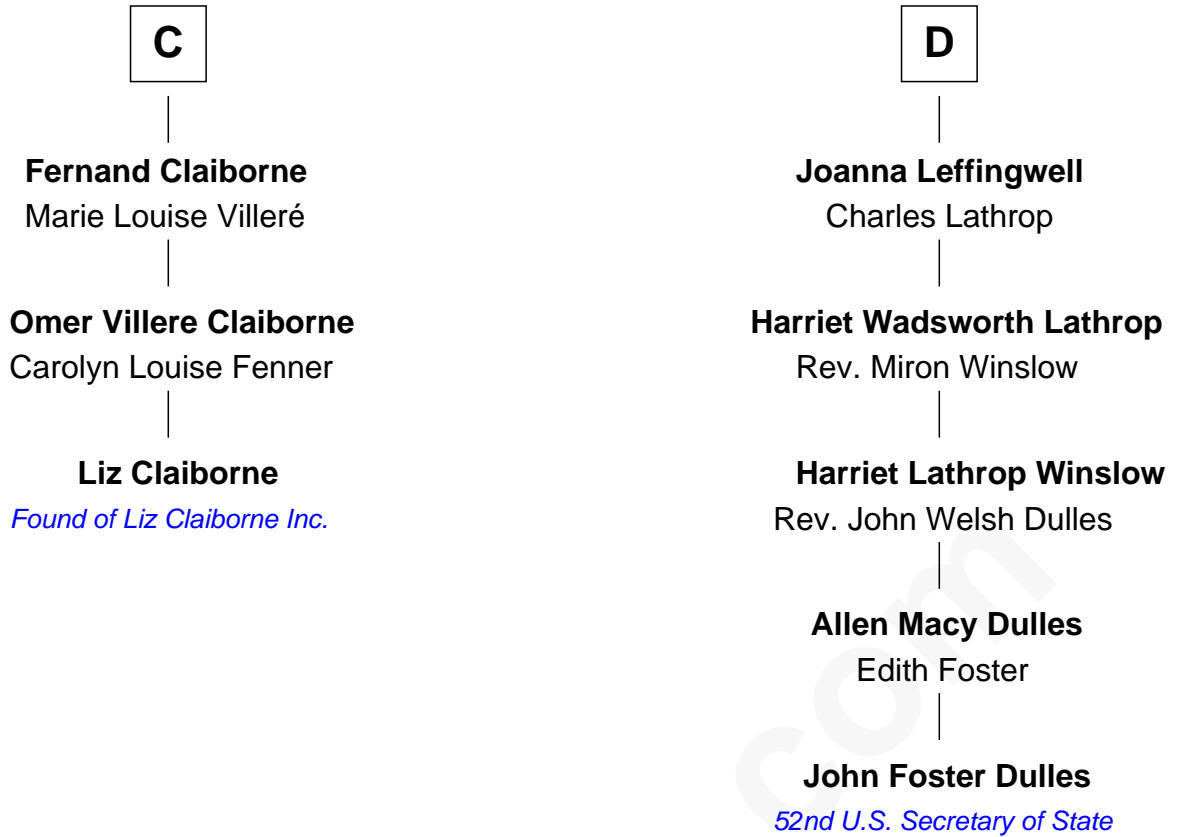 C
Fernand Claiborne
Marie Louise Villeré
Omer Villere Claiborne
Carolyn Louise Fenner
Liz Claiborne
Found of Liz Claiborne Inc.
D
Joanna Leffingwell
Charles Lathrop
Harriet Wadsworth Lathrop
Rev. Miron Winslow
Harriet Lathrop Winslow
Rev. John Welsh Dulles
Allen Macy Dulles
Edith Foster
John Foster Dulles
52nd U.S. Secretary of State
com